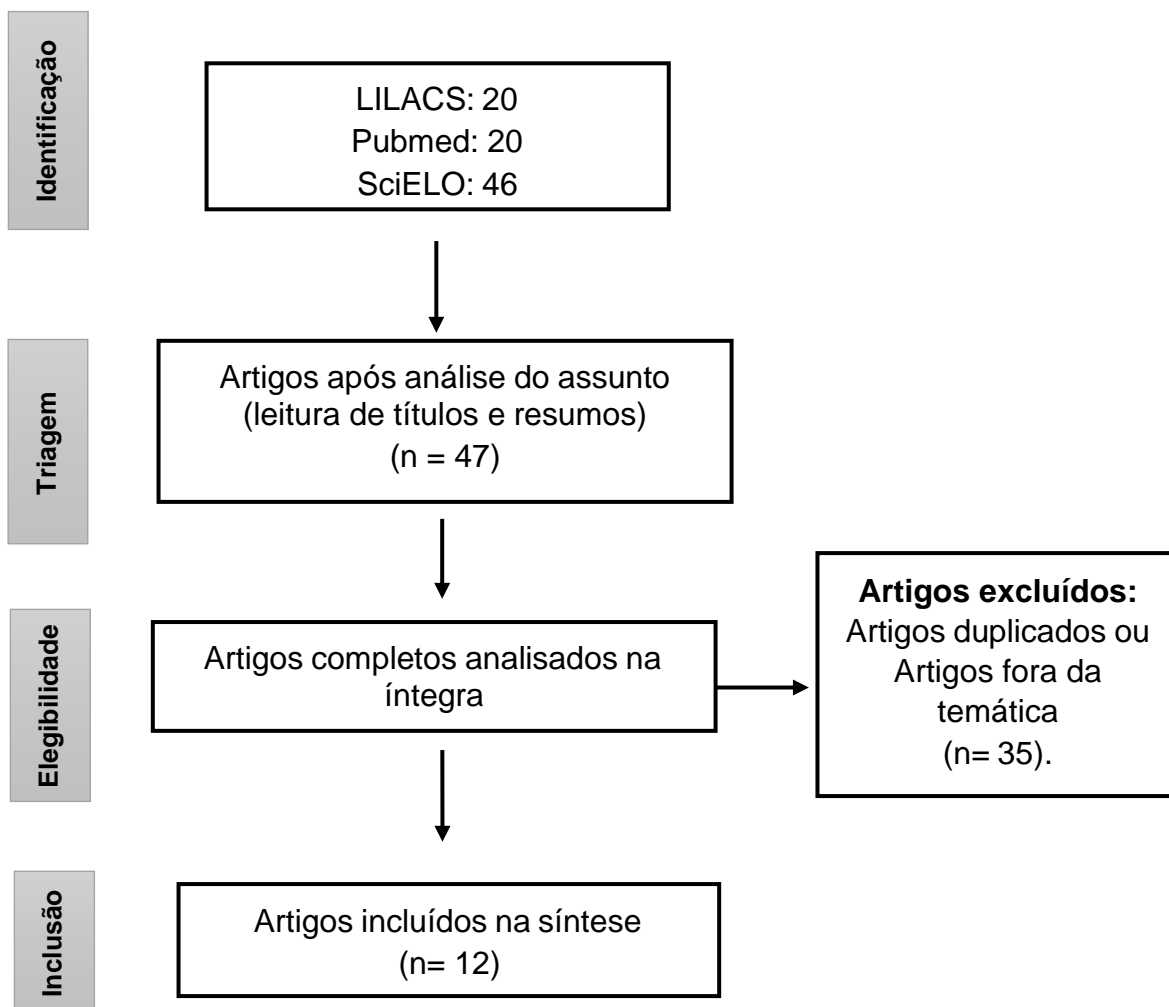 Identificação
LILACS: 20
Pubmed: 20
SciELO: 46
Triagem
Artigos após análise do assunto
(leitura de títulos e resumos)
(n = 47)
Elegibilidade
Artigos completos analisados na
íntegra
Artigos excluídos:
Artigos duplicados ou
Artigos fora da
temática
(n= 35).
Inclusão
Artigos incluídos na síntese
(n= 12)